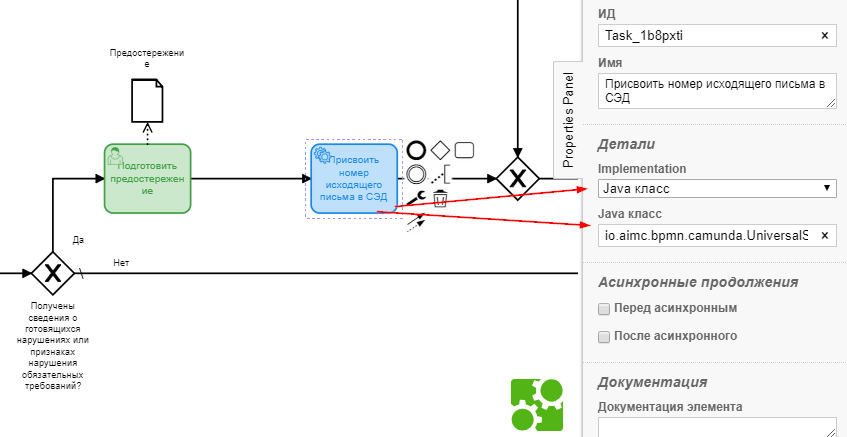 Предостережени
е
Подготовить
предостережен
ие
Присвоить
номер
исходящего
письма в СЭД
Да
Нет
Получены
сведения о
готовящихся
нарушениях или
признаках
нарушения
обязательных
требований?
Properties Panel
ИД
Task_1b8pxti
Имя
Присвоить номер исходящего письма в
СЭД
Детали
Implementation
Java класс
Java класс
io.aimc.bpmn.camunda.UniversalS
Асинхронные продолжения
Перед асинхронным
После асинхронного
Документация
Документация элемента